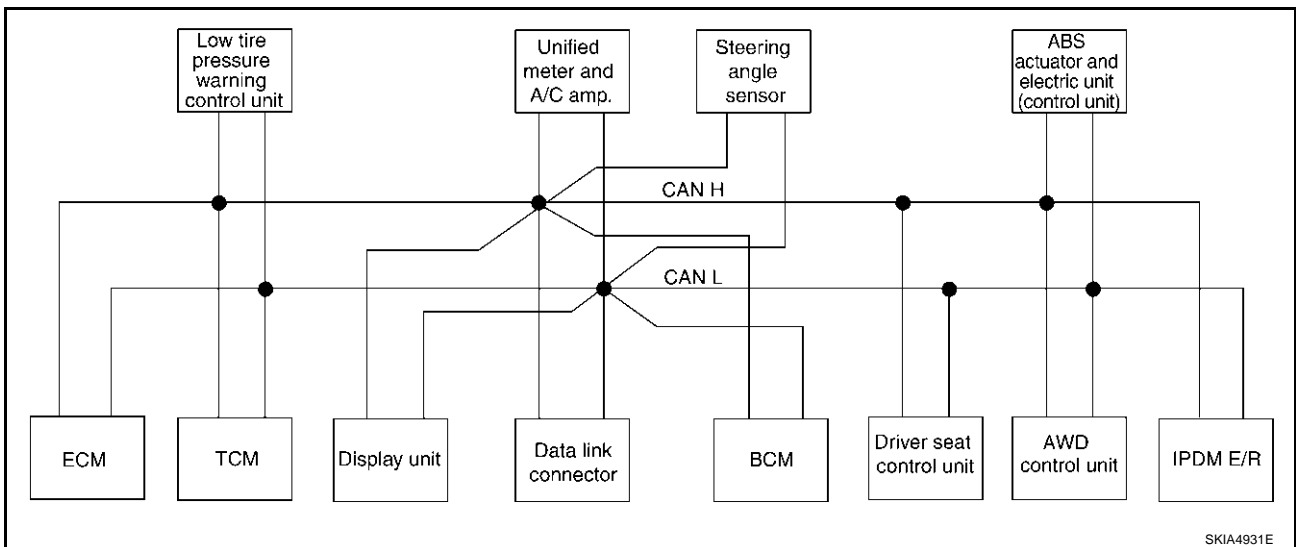 Low tire
pressure
warning
control unit
Unified
meter and
A/C amp.
Steering
angle
sensor
ABS
actuator and
electric unit
(control unit)
CAN H
CAN L
ECM
TCM
Display unit
Data link
connector
BCM
Driver seat
control unit
AWD
control unit
IPDM E/R
SKIA4931E